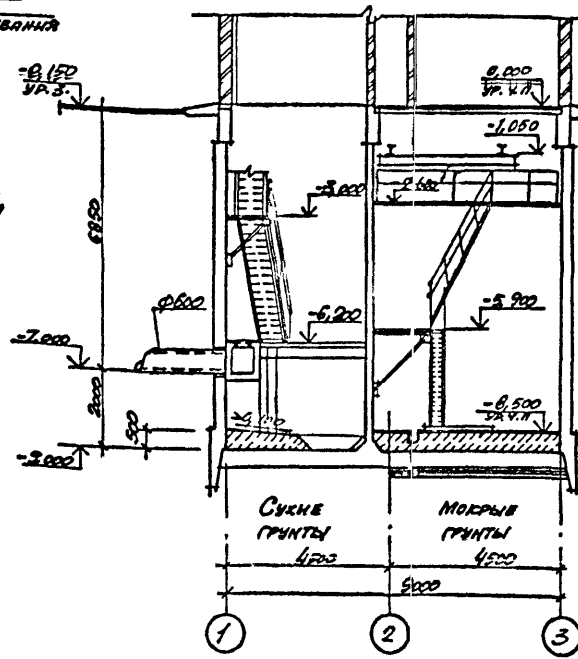 -0,150
УР.З.
0,000
УР.Ч.П.
-1,050
-3,000
6850
Ф600
-6,200
-5,900
-7,000
2000
500
-8,500
УР.Ч.П
-9,000
СУХИЕ
ГРУНТЫ
МОКРЫЕ
ГРУНТЫ
4500
4500
9000
1
2
3